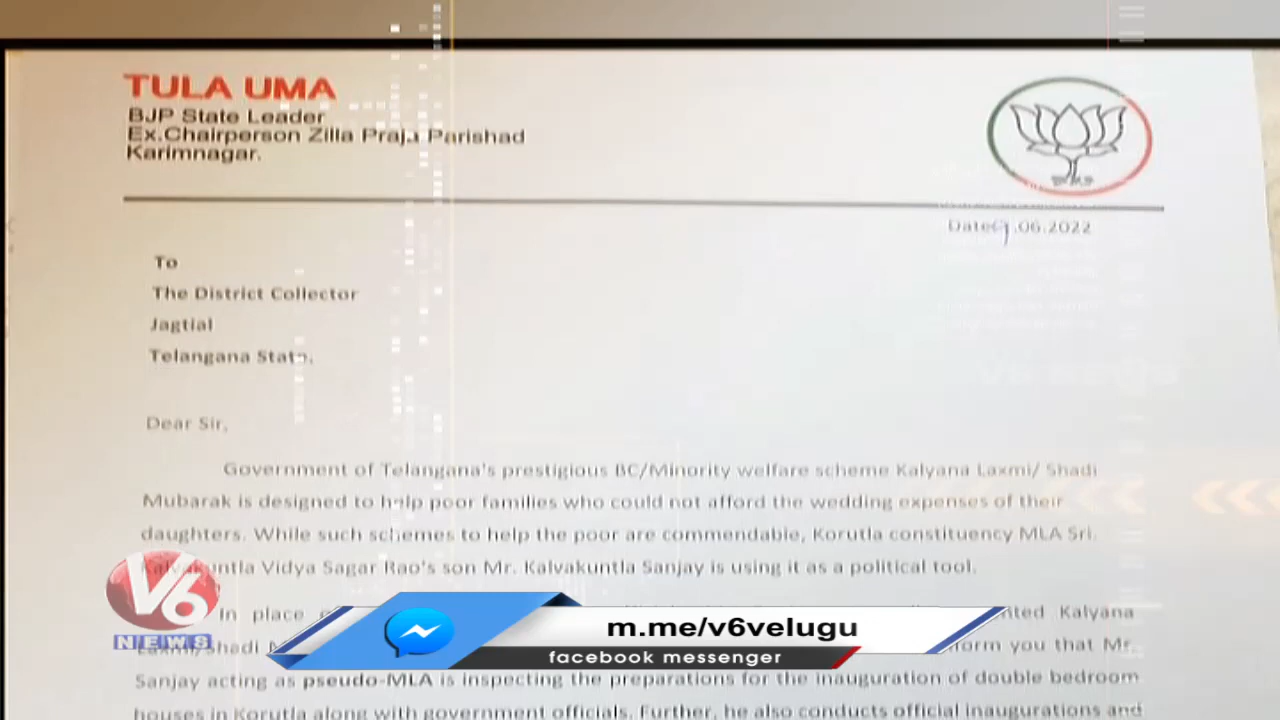 TULA UMA
BJP State Leader
Ex.Chairperson Zilla Praja Parishad
Karimnagar.
Date .06.2022
To
The District Collector
Jagtial
Telangana State.
Dear Sir,
Government of Telangana's prestigious BC/Minority welfare scheme Kalyana Laxmi/ Shadi
Mubarak is designed to help poor families who could not afford the wedding expenses of their
daughters. While such schemes to help the poor are commendable, Korutla constituency MLA Sri.
Kalvakuntla Vidya Sagar Rao's son Mr. Kalvakuntla Sanjay is using it as a political tool.
In place Kalyana
Laxmi/Shadi you that Mr.
Sanjay acting as pseudo-MLA is inspecting the preparations for the inauguration of double bedroom
houses in Korutla along with government officials. Further, he also conducts official inaugurations and
V6
NEWS
m.me/v6velugu
facebook messenger